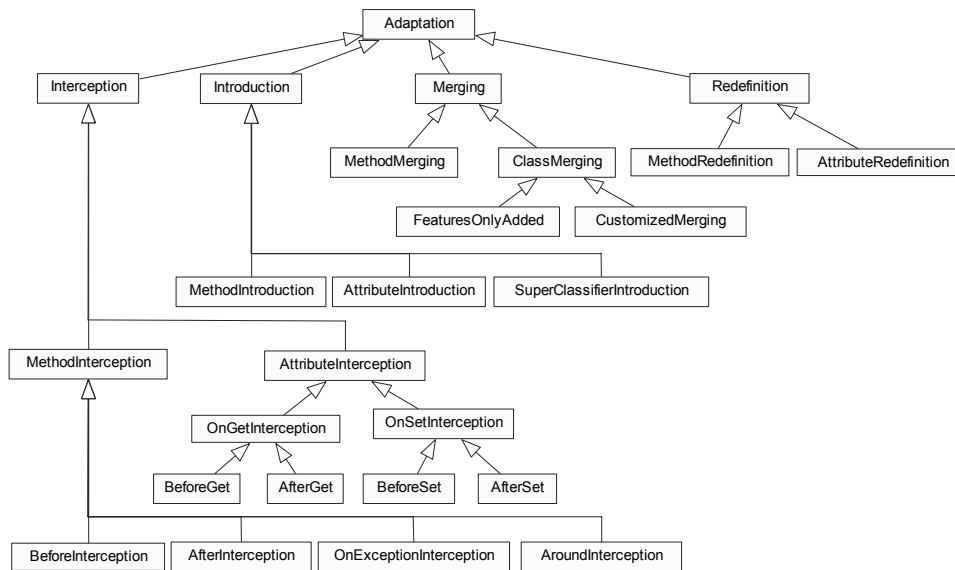 Adaptation
Interception
Introduction
Merging
Redefinition
MethodMerging
ClassMerging
MethodRedefinition
AttributeRedefinition
FeaturesOnlyAdded
CustomizedMerging
MethodIntroduction
AttributeIntroduction
SuperClassifierIntroduction
MethodInterception
AttributeInterception
OnGetInterception
OnSetInterception
BeforeGet
AfterGet
BeforeSet
AfterSet
BeforeInterception
AfterInterception
OnExceptionInterception
AroundInterception